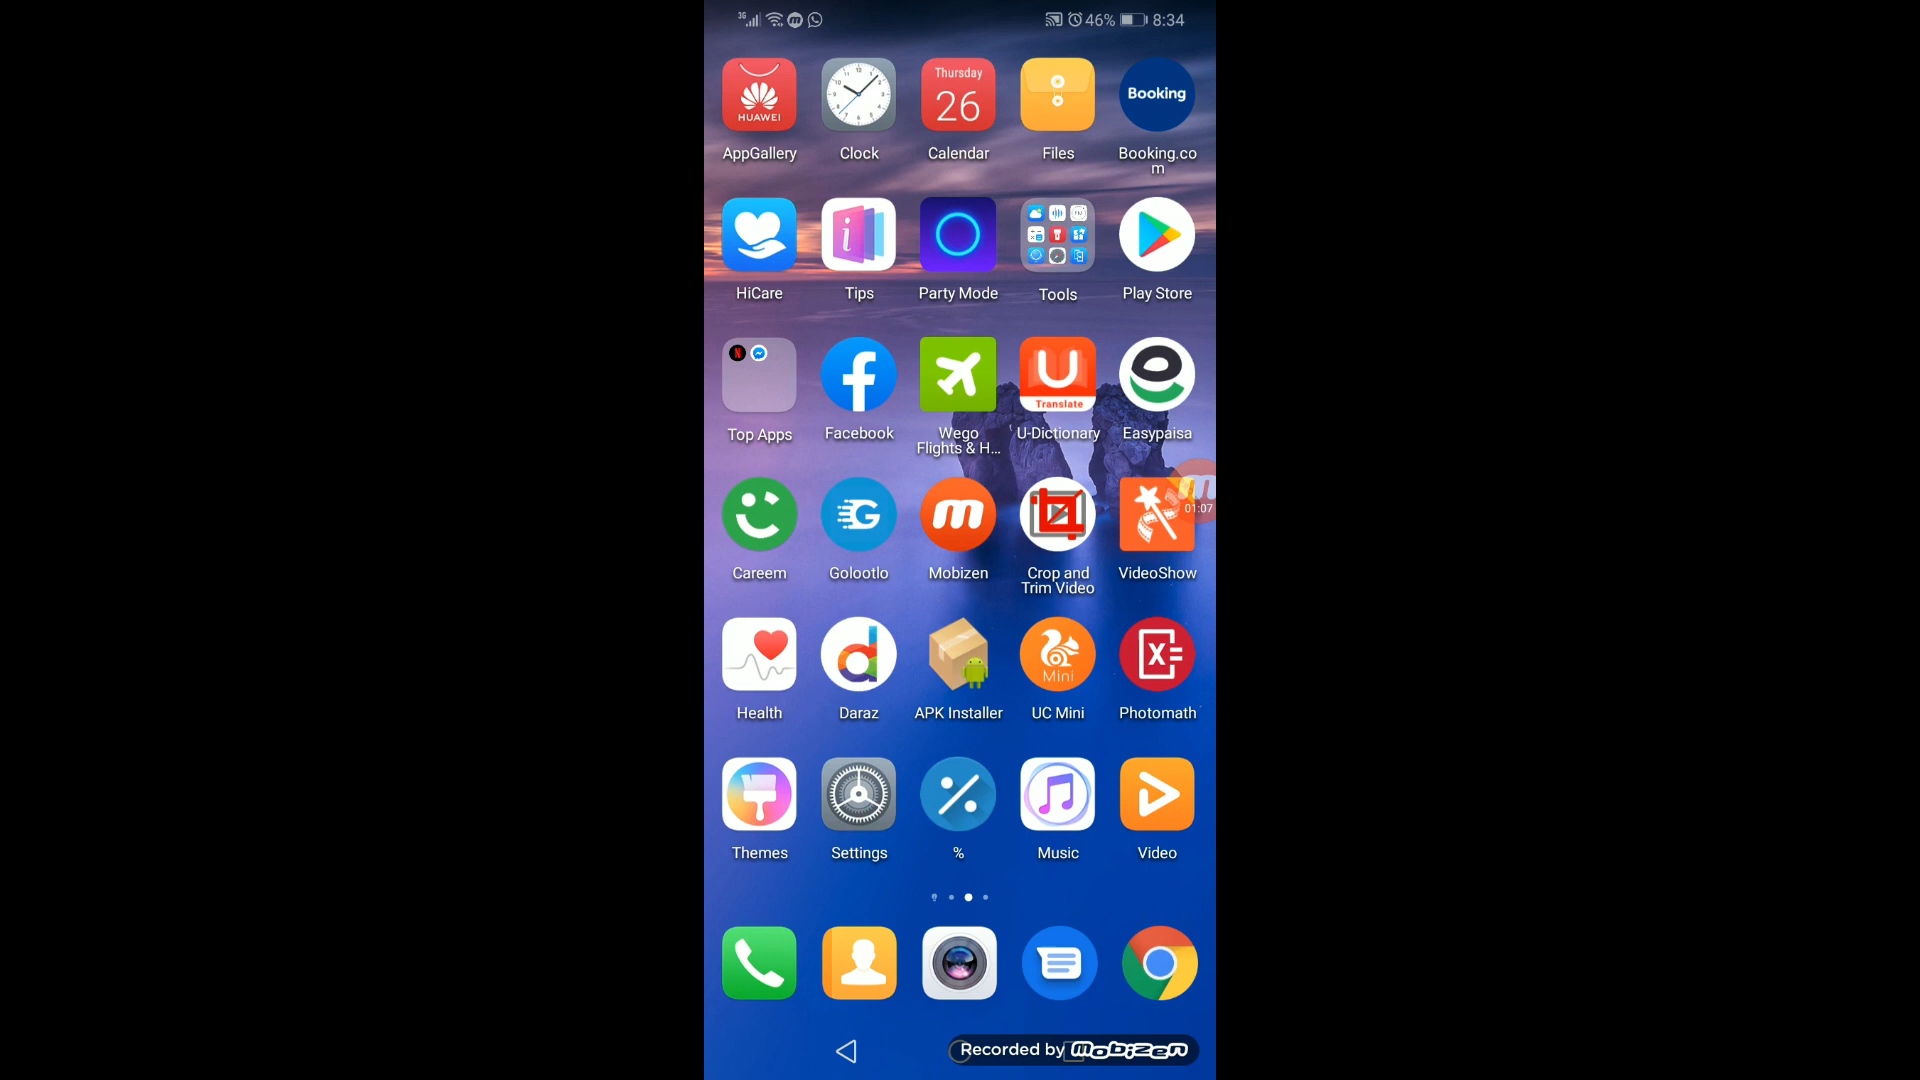 3G
46% 8:34
HUAWEI
Thursday
26
Booking
AppGallery
Clock
Calendar
Files
Booking.co
m
HiCare
Tips
Party Mode
Tools
Play Store
Translate
Top Apps
Facebook
Wego
Flights & H...
U-Dictionary
Easypaisa
01:07
Careem
Golootlo
Mobizen
Crop and
Trim Video
VideoShow
Mini
Health
Daraz
APK Installer
UC Mini
Photomath
Themes
Settings
%
Music
Video
Recorded by mobizen